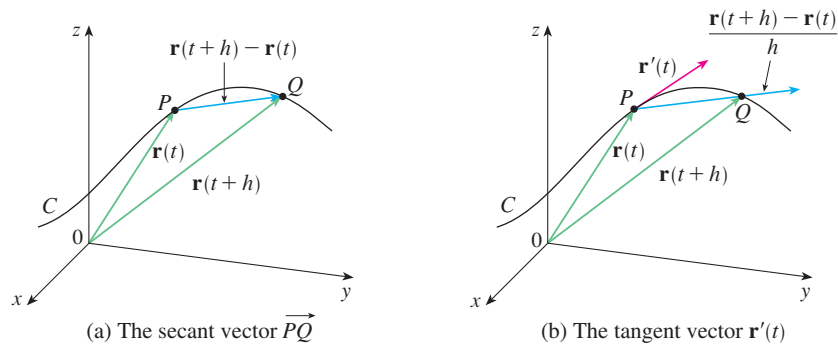 z
r(t+h) − r(t)
P
Q
r(t)
r(t+h)
C
0
x
y
(a) The secant vector PQ⃗
z
r(t+h) − r(t)
h
r′(t)
P
Q
r(t)
r(t+h)
C
0
x
y
(b) The tangent vector r′(t)